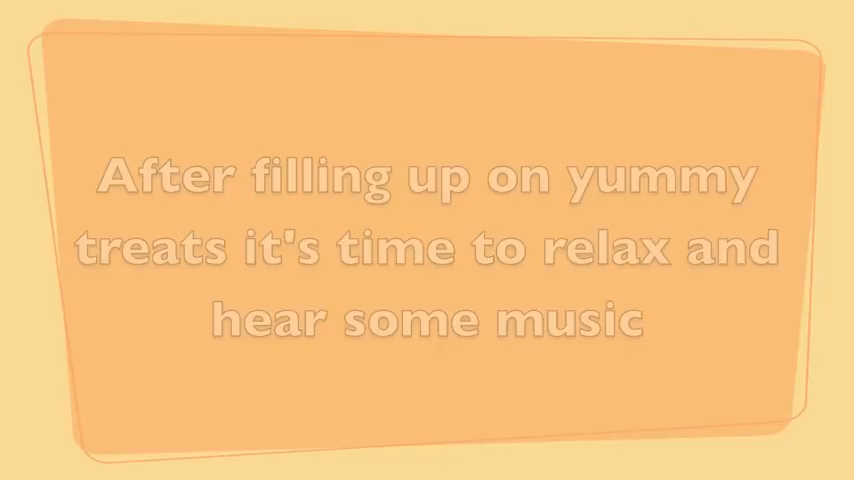 After filling up on yummy
treats it's time to relax and
hear some music